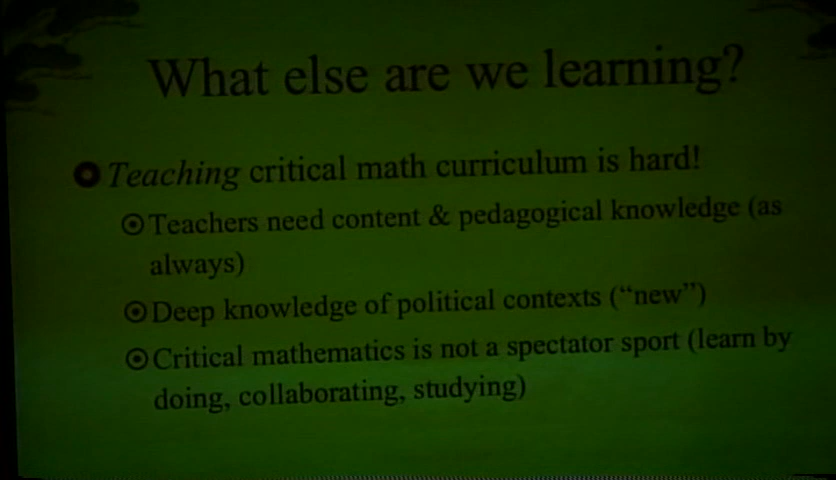 What else are we learning?
Teaching critical math curriculum is hard!
Teachers need content & pedagogical knowledge (as
always)
Deep knowledge of political contexts (“new”)
Critical mathematics is not a spectator sport (learn by
doing, collaborating, studying)